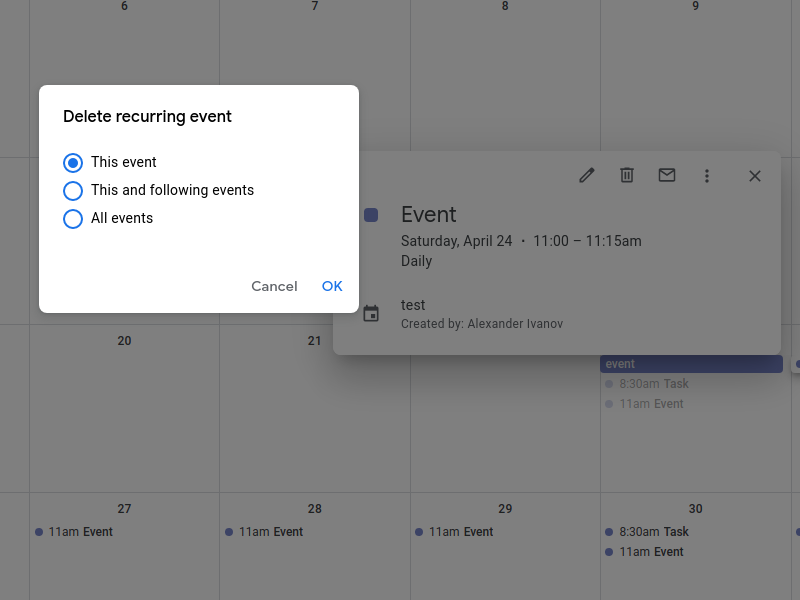 6
7
8
9
Delete recurring event
This event
This and following events
All events
Cancel
OK
Event
Saturday, April 24 • 11:00 – 11:15am
Daily
test
Created by: Alexander Ivanov
20
21
event
8:30am Task
11am Event
27
28
29
30
11am Event
11am Event
11am Event
8:30am Task
11am Event